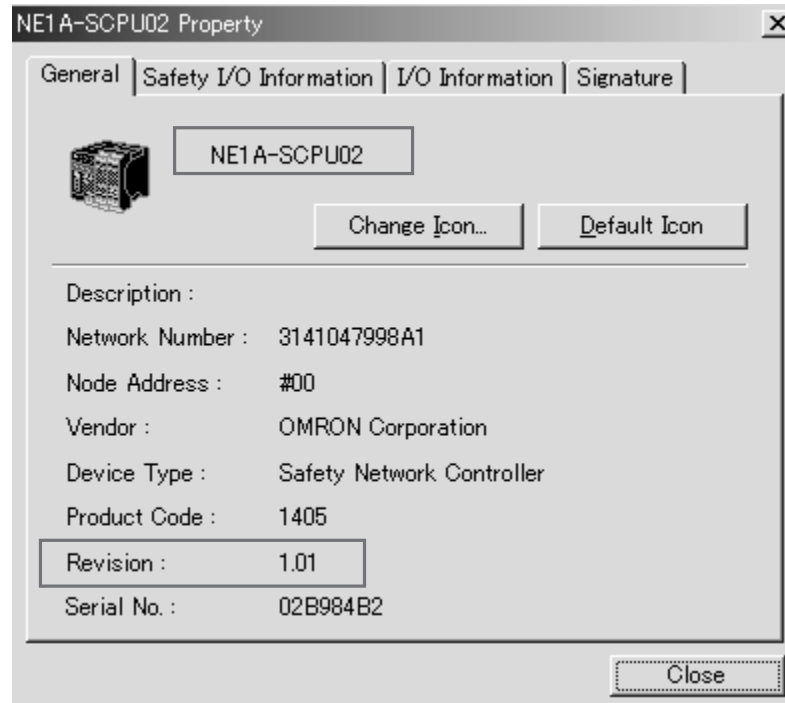 NE1A-SCPU02 Property
General Safety I/O Information I/O Information Signature
NE1A-SCPU02
Change Icon... Default Icon
Description :
Network Number : 3141047998A1
Node Address : #00
Vendor : OMRON Corporation
Device Type : Safety Network Controller
Product Code : 1405
Revision : 1.01
Serial No. : 02B984B2
Close